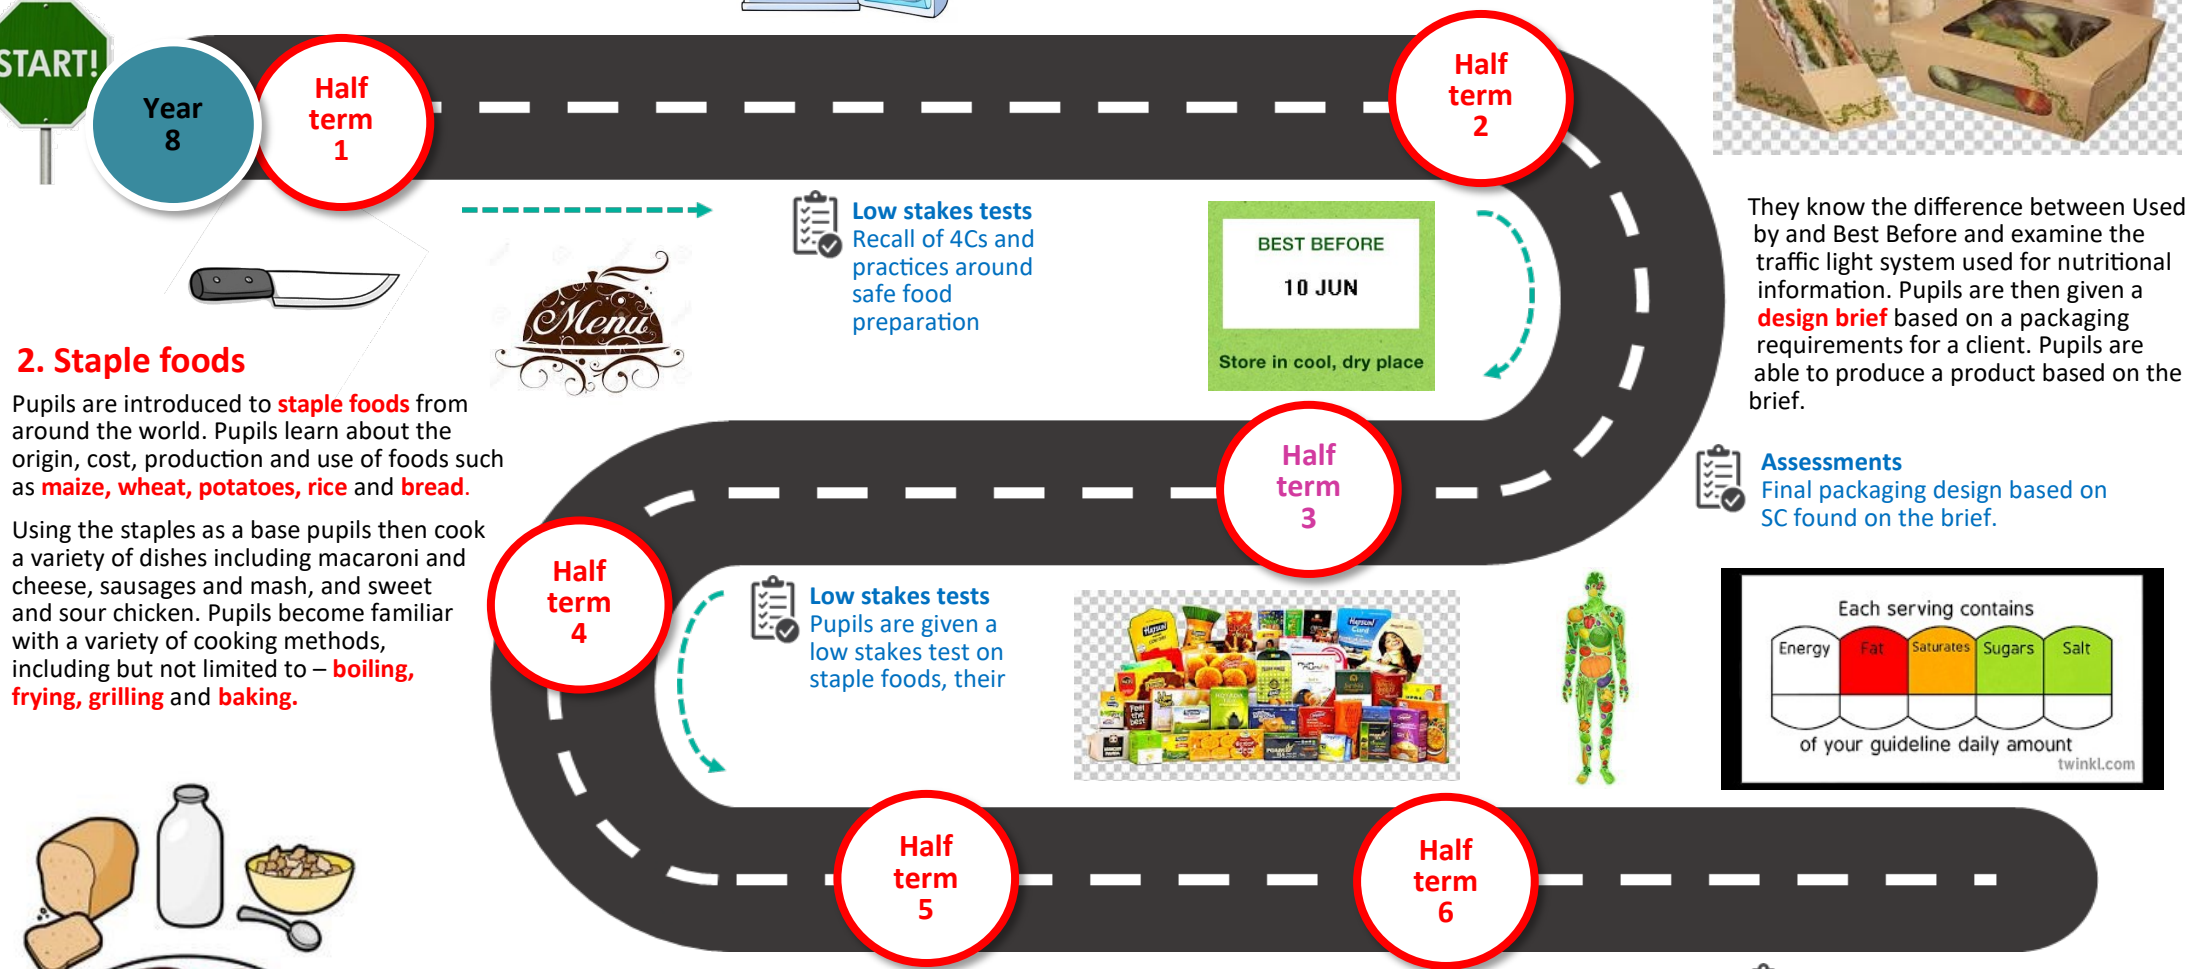 START!
Year
8
Half
term
1
Half
term
2
Low stakes tests
Recall of 4Cs and
practices around
safe food
preparation
Menu
BEST BEFORE
10 JUN
Store in cool, dry place
They know the difference between Used
by and Best Before and examine the
traffic light system used for nutritional
information. Pupils are then given a
design brief based on a packaging
requirements for a client. Pupils are
able to produce a product based on the
brief.
Assessments
Final packaging design based on
SC found on the brief.
2. Staple foods
Pupils are introduced to staple foods from
around the world. Pupils learn about the
origin, cost, production and use of foods such
as maize, wheat, potatoes, rice and bread.
Using the staples as a base pupils then cook
a variety of dishes including macaroni and
cheese, sausages and mash, and sweet
and sour chicken. Pupils become familiar
with a variety of cooking methods,
including but not limited to – boiling,
frying, grilling and baking.
Half
term
3
Half
term
4
Low stakes tests
Pupils are given a
low stakes test on
staple foods, their
Feel
the
best
Each serving contains
Energy
Fat
Saturates
Sugars
Salt
of your guideline daily amount
twinkl.com
Half
term
5
Half
term
6